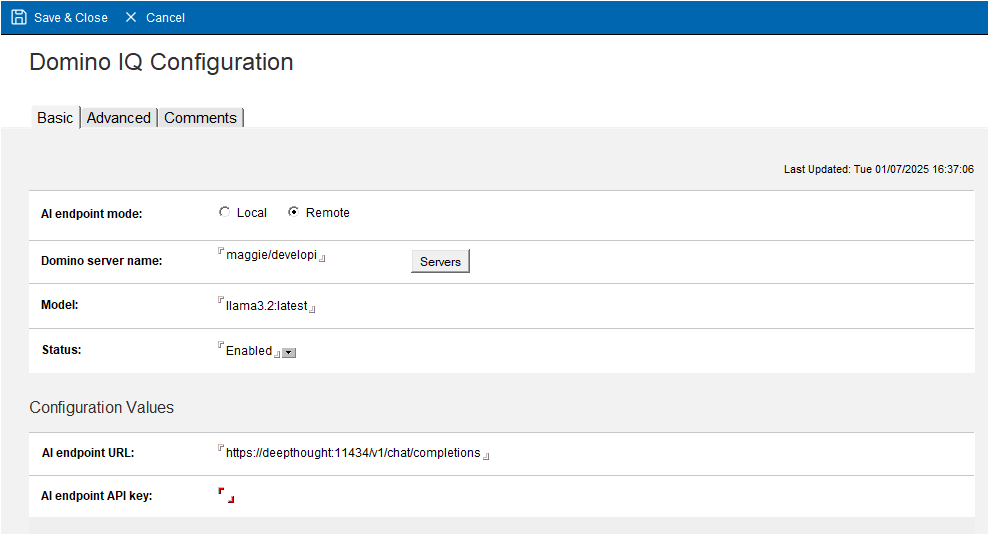 Save & Close Cancel
Domino IQ Configuration
Basic Advanced Comments
Last Updated: Tue 01/07/2025 16:37:06
AI endpoint mode: Local Remote
Domino server name: maggie/developi Servers
Model: llama3.2:latest
Status: Enabled
Configuration Values
AI endpoint URL: https://deepthought:11434/v1/chat/completions
AI endpoint API key: